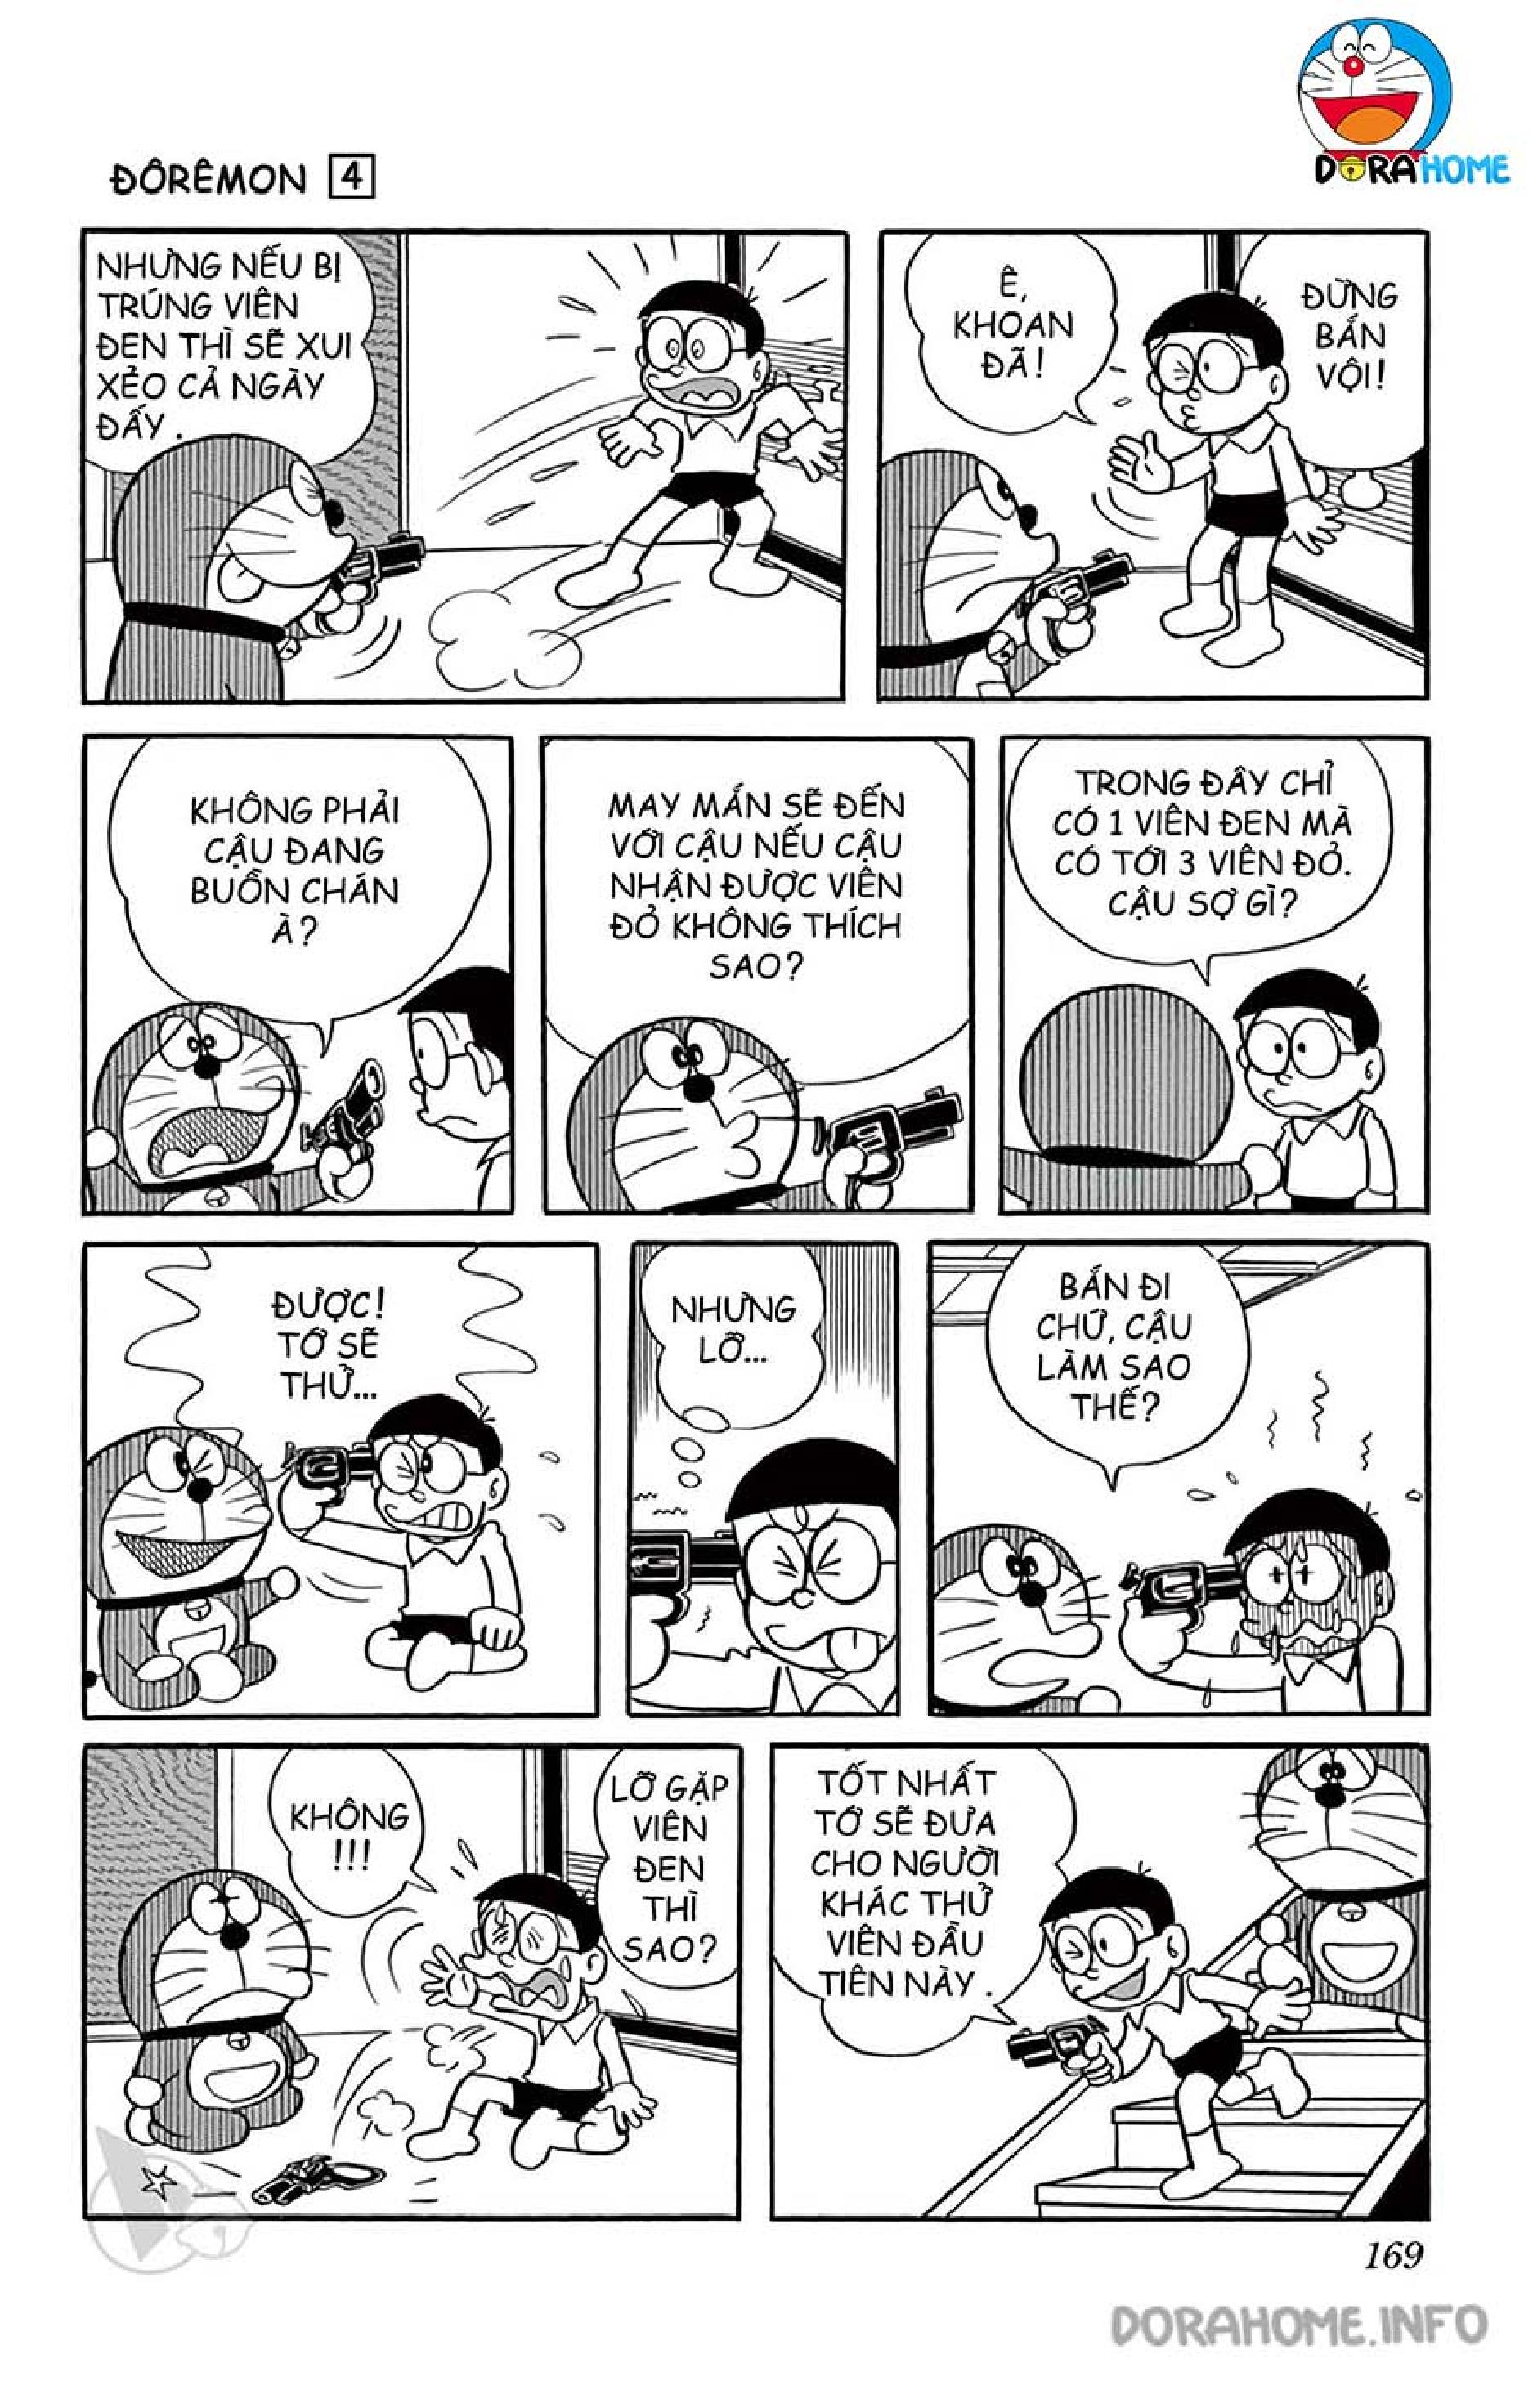 DORAHOME
ĐÔRÊMON 4
NHƯNG NẾU BỊ
TRÚNG VIÊN
ĐEN THÌ SẼ XUI
XẺO CẢ NGÀY
ĐẤY.
Ê,
KHOAN
ĐÃ!
ĐỪNG
BẮN
VỘI!
KHÔNG PHẢI
CẬU ĐANG
BUỒN CHÁN
À?
MAY MẮN SẼ ĐẾN
VỚI CẬU NẾU CẬU
NHẬN ĐƯỢC VIÊN
ĐỎ KHÔNG THÍCH
SAO?
TRONG ĐÂY CHỈ
CÓ 1 VIÊN ĐEN MÀ
CÓ TỚI 3 VIÊN ĐỎ.
CẬU SỢ GÌ?
ĐƯỢC!
TỚ SẼ
THỬ...
NHƯNG
LỠ...
BẮN ĐI
CHỨ, CẬU
LÀM SAO
THẾ?
KHÔNG
!!!
LỠ GẶP
VIÊN
ĐEN
THÌ
SAO?
TỐT NHẤT
TỚ SẼ ĐƯA
CHO NGƯỜI
KHÁC THỬ
VIÊN ĐẦU
TIÊN NÀY.
169
DORAHOME.INFO